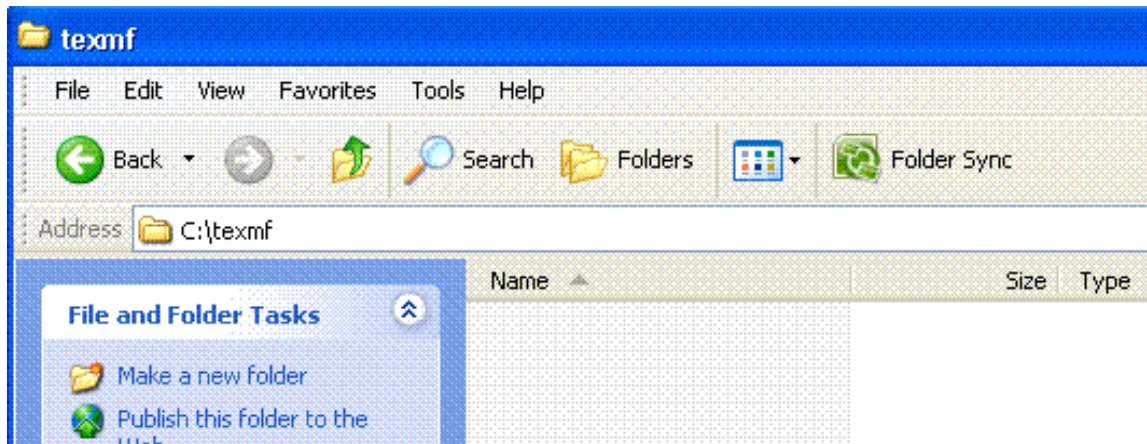 texmf
File Edit View Favorites Tools Help
Back Search Folders Folder Sync
Address C:\texmf
Name Size Type
File and Folder Tasks
Make a new folder
Publish this folder to the
Web